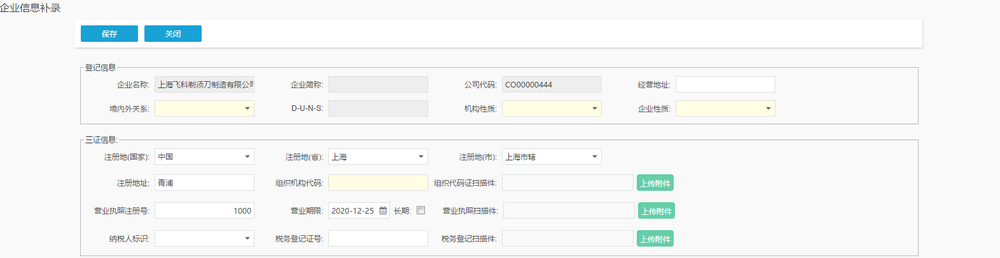 企业信息补录
保存 关闭
登记信息
企业名称: 上海飞科剃须刀制造有限公司 企业简称: 公司代码: CO00000444 经营地址:
境内外关系: D-U-N-S: 机构性质: 企业性质:
三证信息:
注册地(国家): 中国 注册地(省): 上海 注册地(市): 上海市辖
注册地址: 青浦 组织机构代码: 组织代码证扫描件: 上传附件
营业执照注册号: 1000 营业期限: 2020-12-25 长期: 营业执照扫描件: 上传附件
纳税人标识: 税务登记证号: 税务登记扫描件: 上传附件